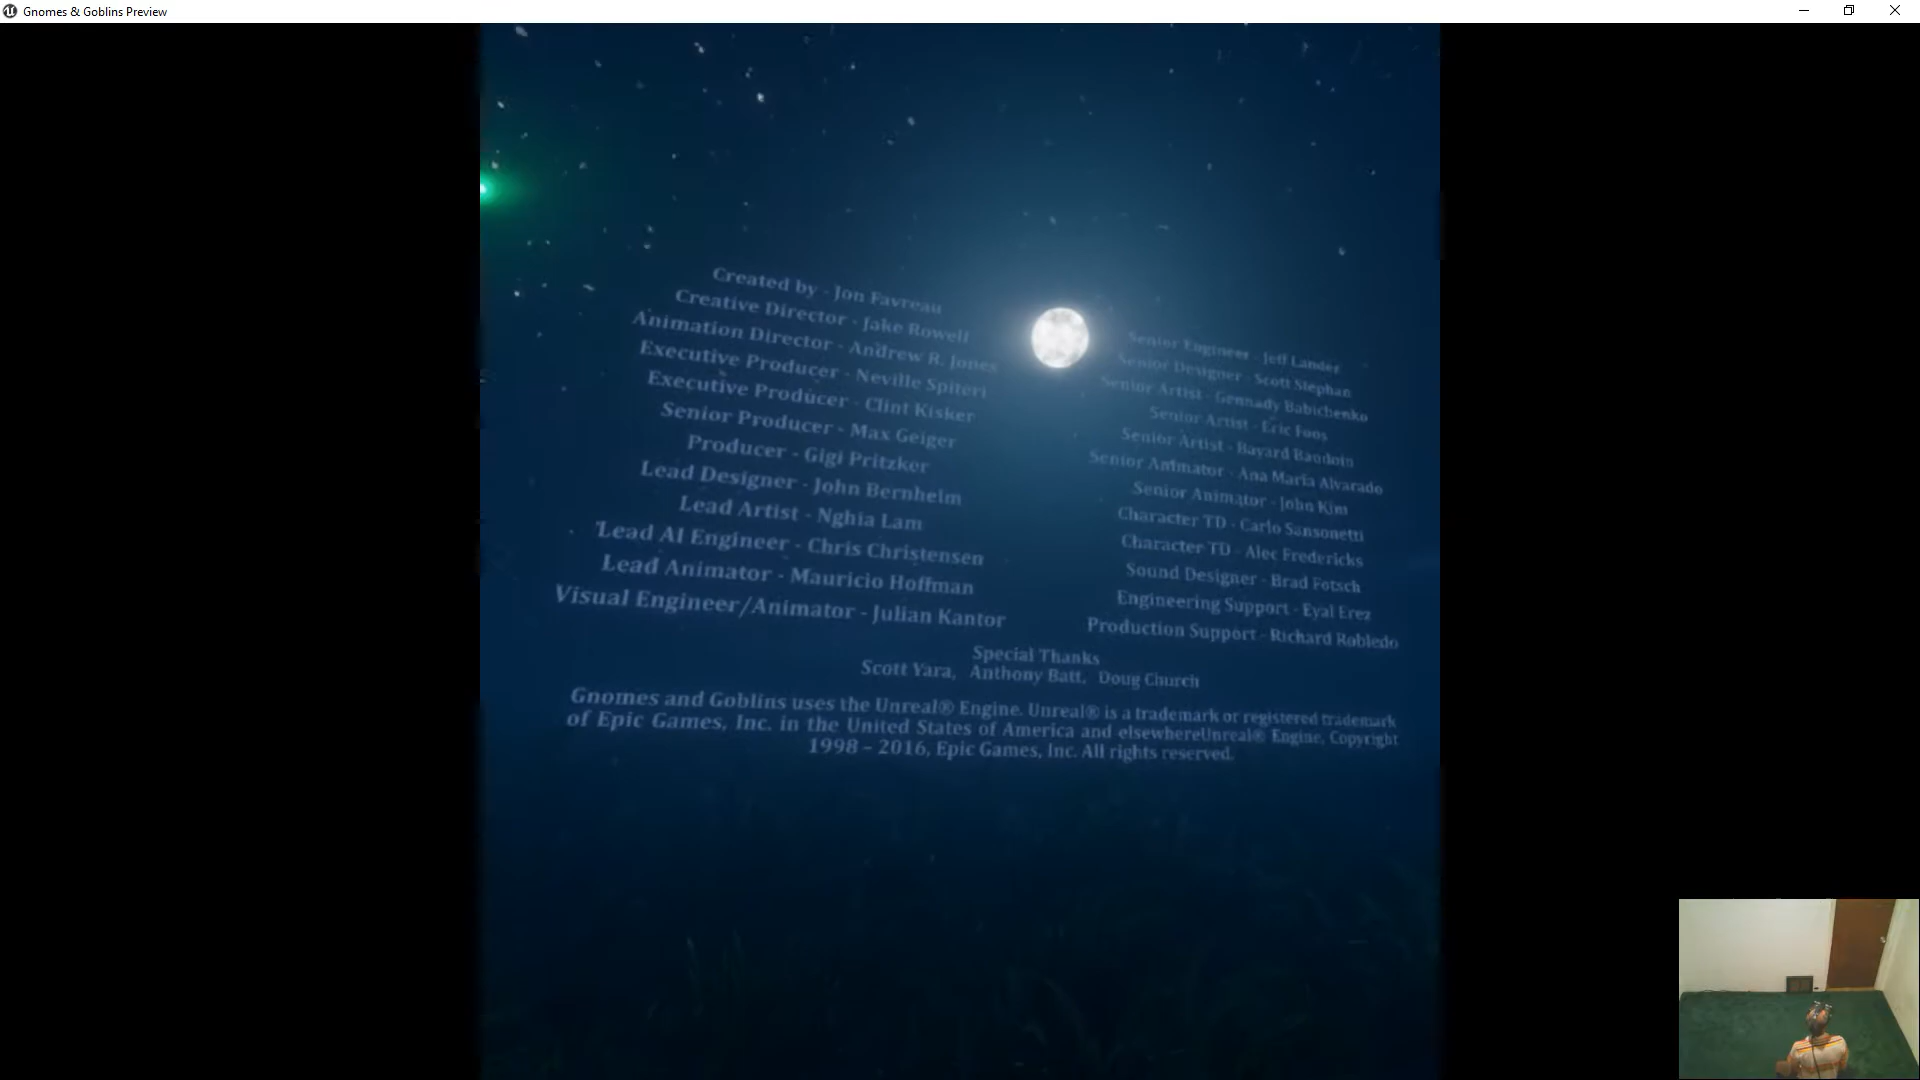 Gnomes & Goblins Preview
Created by - Jon Favreau
Creative Director - Jake Rowell
Animation Director - Andrew R. Jones
Executive Producer - Neville Spiteri
Executive Producer - Clint Kisker
Senior Producer - Max Geiger
Producer - Gigi Pritzker
Lead Designer - John Bernheim
Lead Artist - Nghia Lam
Lead AI Engineer - Chris Christensen
Lead Animator - Mauricio Hoffman
Visual Engineer/Animator - Julian Kantor
Senior Engineer - Jeff Lander
Senior Designer - Scott Stephan
Senior Artist - Gennady Babichenko
Senior Artist - Eric Foos
Senior Artist - Bayard Baudoin
Senior Animator - Ana Maria Alvarado
Senior Animator - John Kim
Character TD - Carlo Sansonetti
Character TD - Alec Fredericks
Sound Designer - Brad Fotsch
Engineering Support - Eyal Erez
Production Support - Richard Robledo
Special Thanks
Scott Yara, Anthony Batt, Doug Church
Gnomes and Goblins uses the Unreal® Engine. Unreal® is a trademark or registered trademark
of Epic Games, Inc. in the United States of America and elsewhereUnreal® Engine, Copyright
1998 – 2016, Epic Games, Inc. All rights reserved.